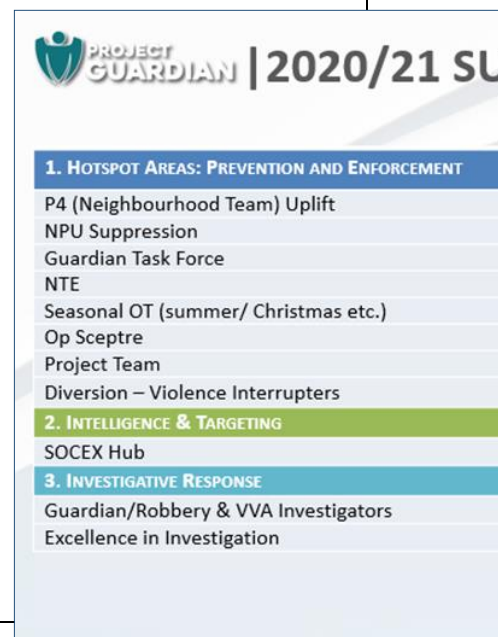 PROJECT
GUARDIAN | 2020/21 SU
1. HOTSPOT AREAS: PREVENTION AND ENFORCEMENT
P4 (Neighbourhood Team) Uplift
NPU Suppression
Guardian Task Force
NTE
Seasonal OT (summer/ Christmas etc.)
Op Sceptre
Project Team
Diversion – Violence Interrupters
2. INTELLIGENCE & TARGETING
SOCEX Hub
3. INVESTIGATIVE RESPONSE
Guardian/Robbery & VVA Investigators
Excellence in Investigation